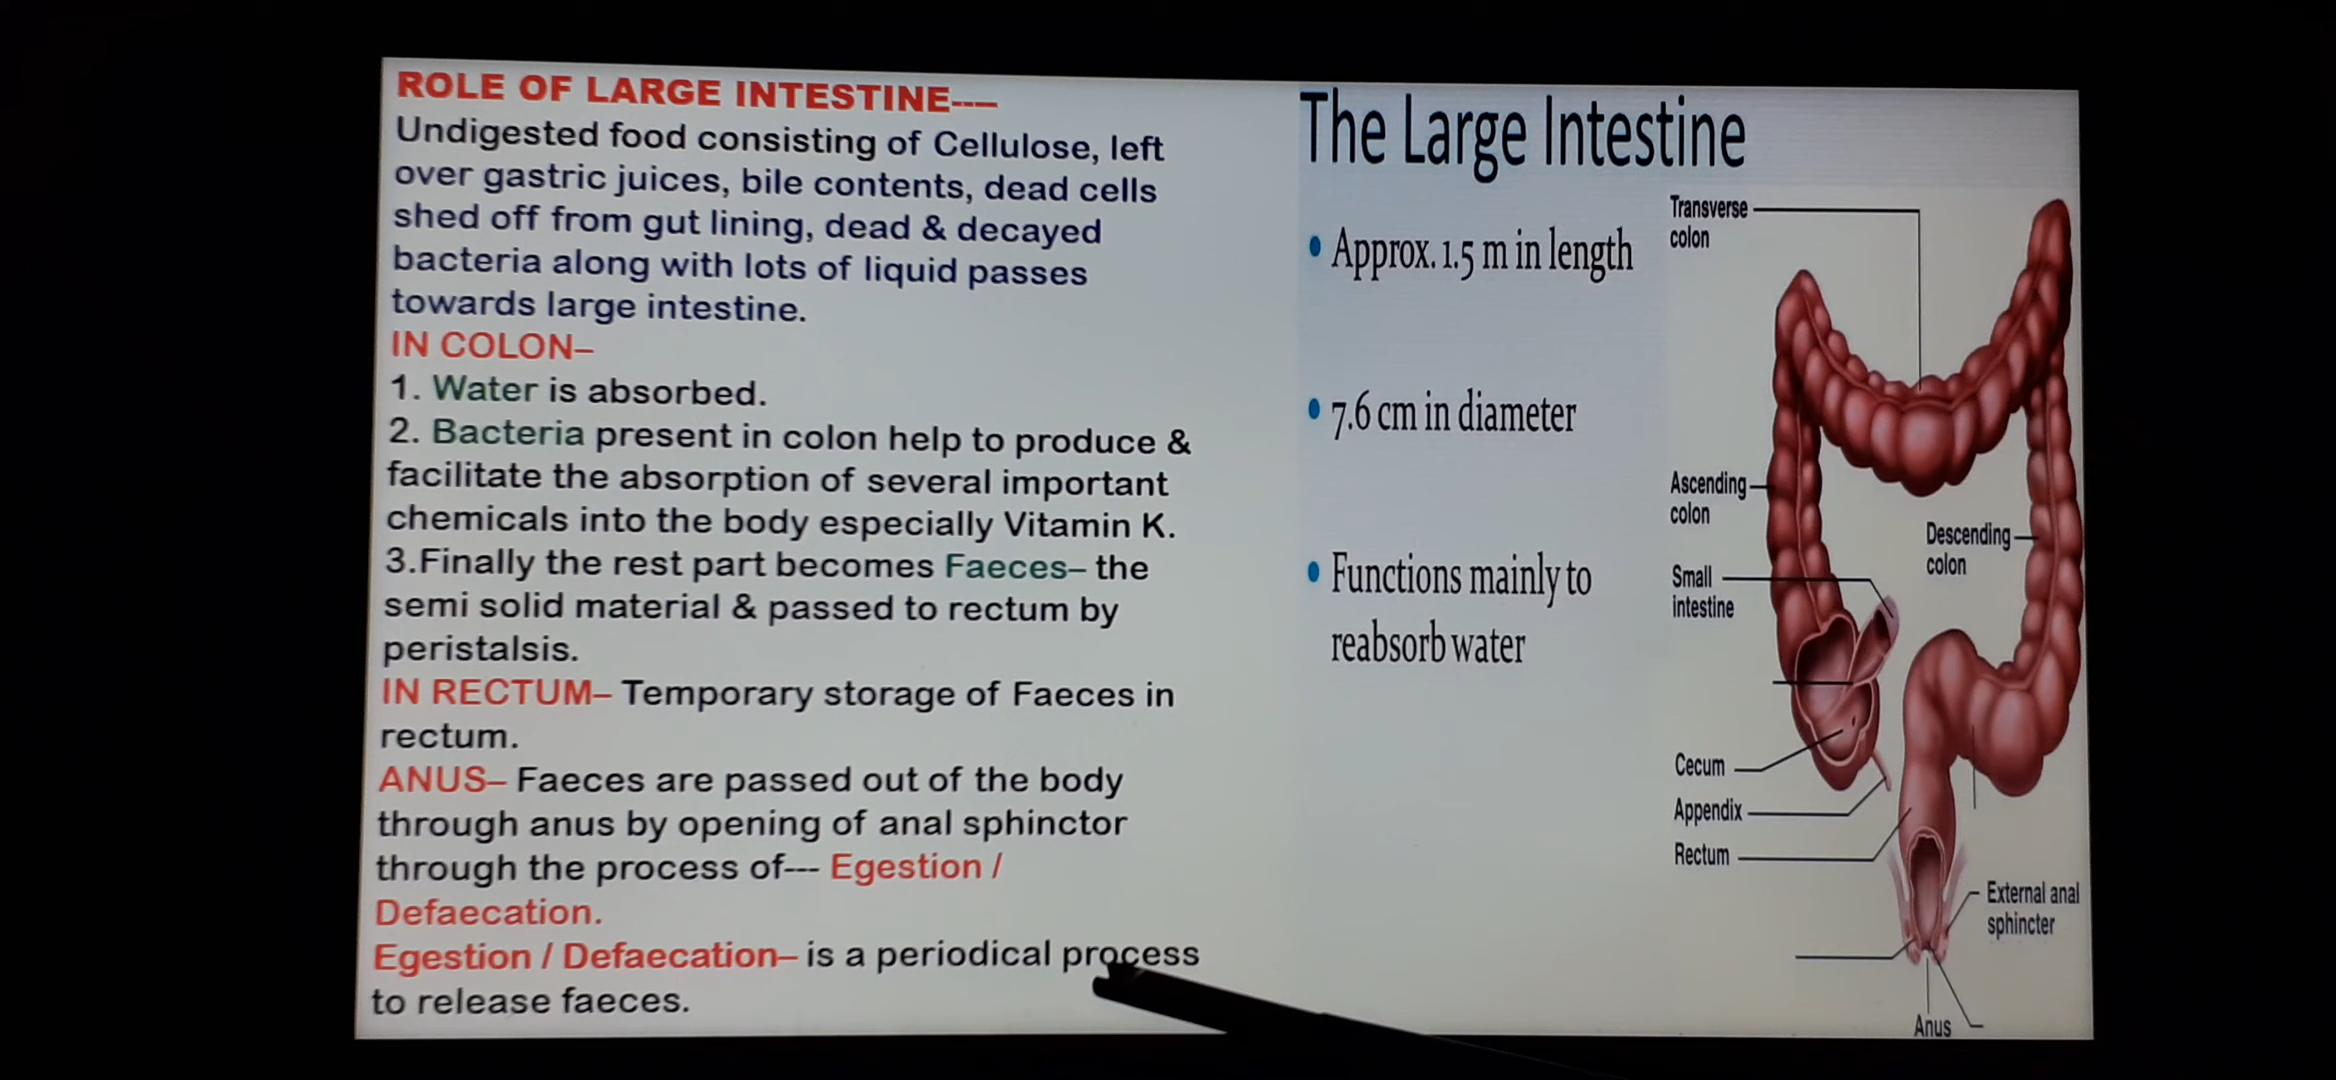 ROLE OF LARGE INTESTINE----
Undigested food consisting of Cellulose, left
over gastric juices, bile contents, dead cells
shed off from gut lining, dead & decayed
bacteria along with lots of liquid passes
towards large intestine.
IN COLON–
1. Water is absorbed.
2. Bacteria present in colon help to produce &
facilitate the absorption of several important
chemicals into the body especially Vitamin K.
3.Finally the rest part becomes Faeces– the
semi solid material & passed to rectum by
peristalsis.
IN RECTUM– Temporary storage of Faeces in
rectum.
ANUS– Faeces are passed out of the body
through anus by opening of anal sphinctor
through the process of--- Egestion /
Defaecation.
Egestion / Defaecation– is a periodical process
to release faeces.
The Large Intestine
• Approx. 1.5 m in length
• 7.6 cm in diameter
• Functions mainly to
reabsorb water
Transverse
colon
Ascending
colon
Descending
colon
Small
intestine
Cecum
Appendix
Rectum
External anal
sphincter
Anus